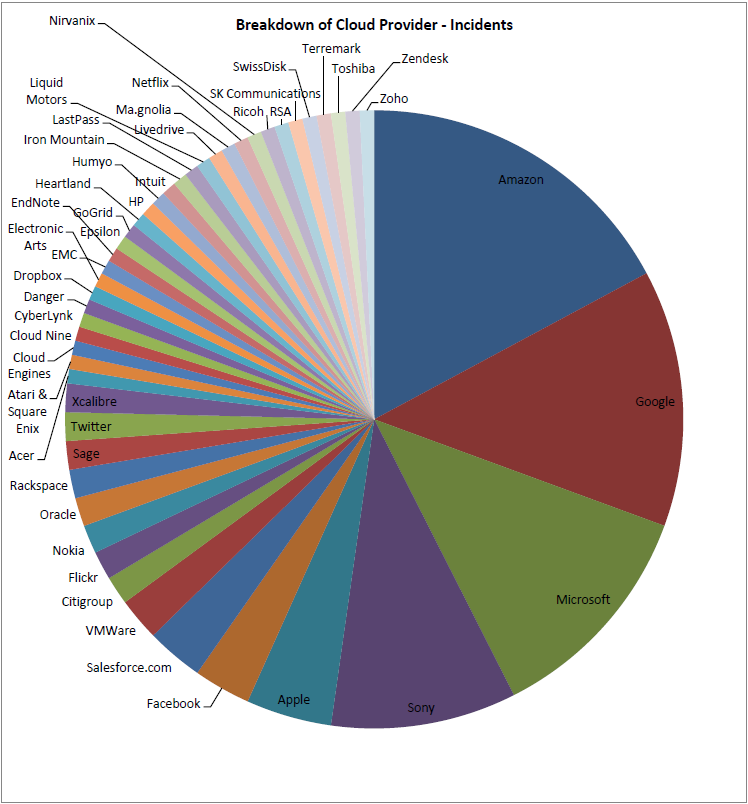 Breakdown of Cloud Provider - Incidents
Nirvanix
Terremark
Zendesk
SwissDisk
Toshiba
Netflix
Liquid
Motors
SK Communications
Zoho
Ma.gnolia
Ricoh
RSA
LastPass
Livedrive
Iron Mountain
Humyo
Intuit
Heartland
HP
EndNote
GoGrid
Electronic
Arts
Epsilon
EMC
Dropbox
Danger
CyberLynk
Cloud Nine
Cloud
Engines
Atari &
Square
Enix
Acer
Xcalibre
Twitter
Sage
Rackspace
Oracle
Nokia
Flickr
Citigroup
VMWare
Salesforce.com
Facebook
Apple
Sony
Microsoft
Google
Amazon